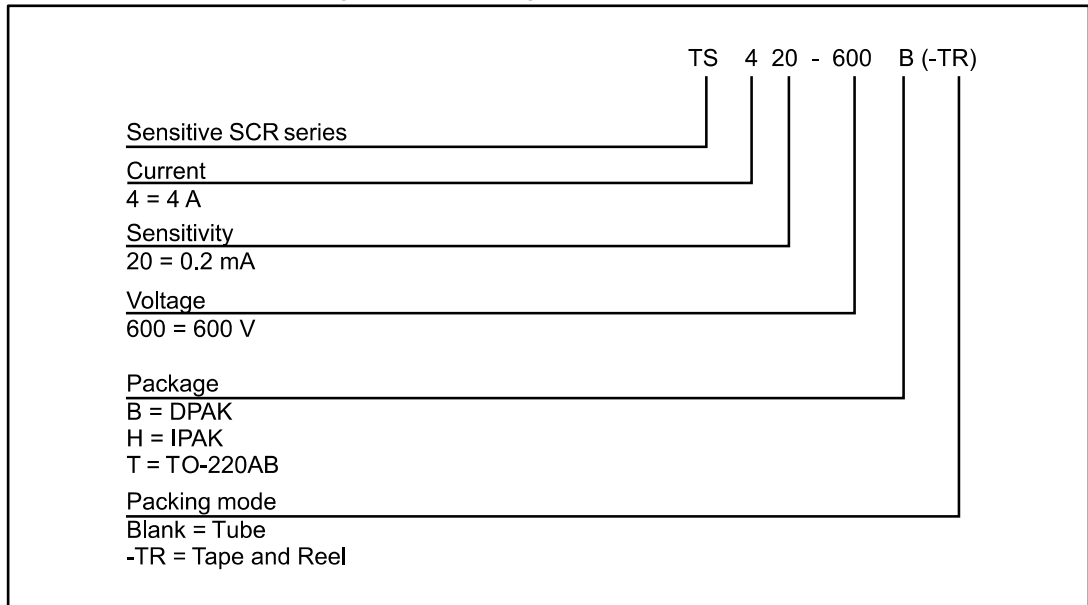 TS 4 20 - 600 B (-TR)
Sensitive SCR series
Current
4 = 4 A
Sensitivity
20 = 0.2 mA
Voltage
600 = 600 V
Package
B = DPAK
H = IPAK
T = TO-220AB
Packing mode
Blank = Tube
-TR = Tape and Reel